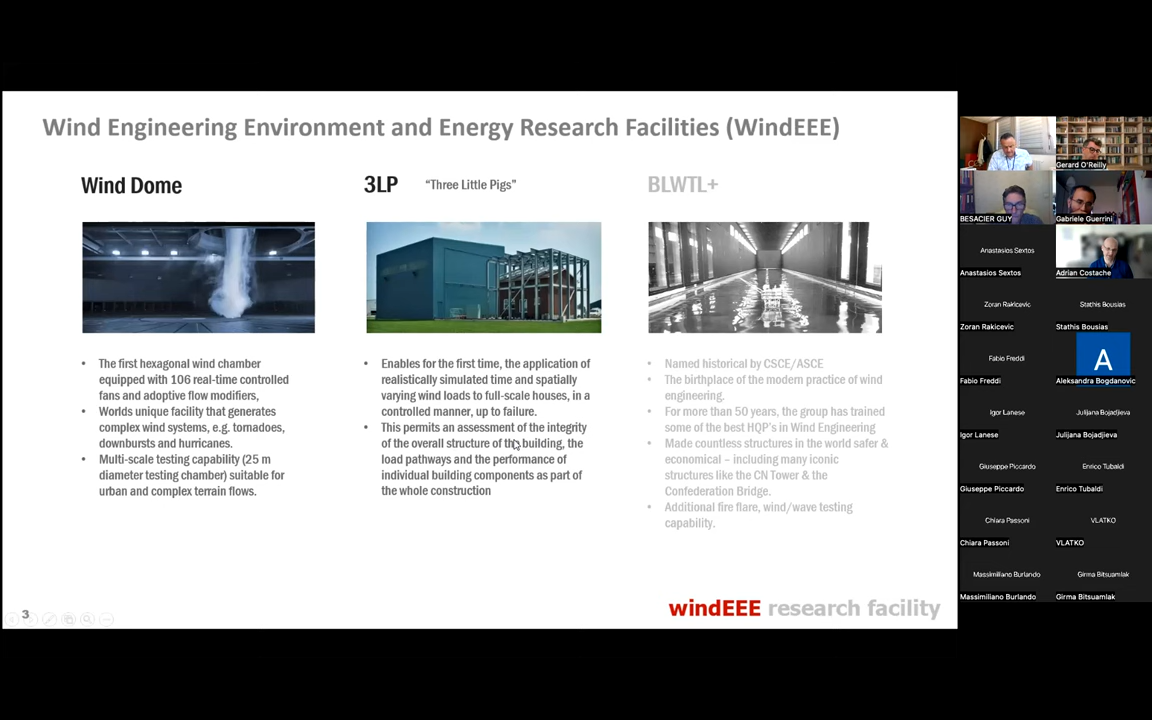 Wind Engineering Environment and Energy Research Facilities (WindEEE)
Wind Dome
• The first hexagonal wind chamber
equipped with 106 real-time controlled
fans and adoptive flow modifiers,
• Worlds unique facility that generates
complex wind systems, e.g. tornadoes,
downbursts and hurricanes.
• Multi-scale testing capability (25 m
diameter testing chamber) suitable for
urban and complex terrain flows.
3LP “Three Little Pigs”
• Enables for the first time, the application of
realistically simulated time and spatially
varying wind loads to full-scale houses, in a
controlled manner, up to failure.
• This permits an assessment of the integrity
of the overall structure of the building, the
load pathways and the performance of
individual building components as part of
the whole construction
BLWTL+
• Named historical by CSCE/ASCE
• The birthplace of the modern practice of wind
engineering.
• For more than 50 years, the group has trained
some of the best HQP's in Wind Engineering
• Made countless structures in the world safer &
economical – including many iconic
structures like the CN Tower & the
Confederation Bridge.
• Additional fire flare, wind/wave testing
capability.
3
windEEE research facility
Gerard O'Reilly
BESACIER GUY
Gabriele Guerrini
Anastasios Sextos
Anastasios Sextos
Adrian Costache
Zoran Rakicevic
Zoran Rakicevic
Stathis Bousias
Stathis Bousias
Fabio Freddi
Fabio Freddi
A
Aleksandra Bogdanovic
Igor Lanese
Igor Lanese
Julijana Bojadjieva
Julijana Bojadjieva
Giuseppe Piccardo
Giuseppe Piccardo
Enrico Tubaldi
Enrico Tubaldi
Chiara Passoni
Chiara Passoni
VLATKO
VLATKO
Massimiliano Burlando
Massimiliano Burlando
Girma Bitsuamlak
Girma Bitsuamlak